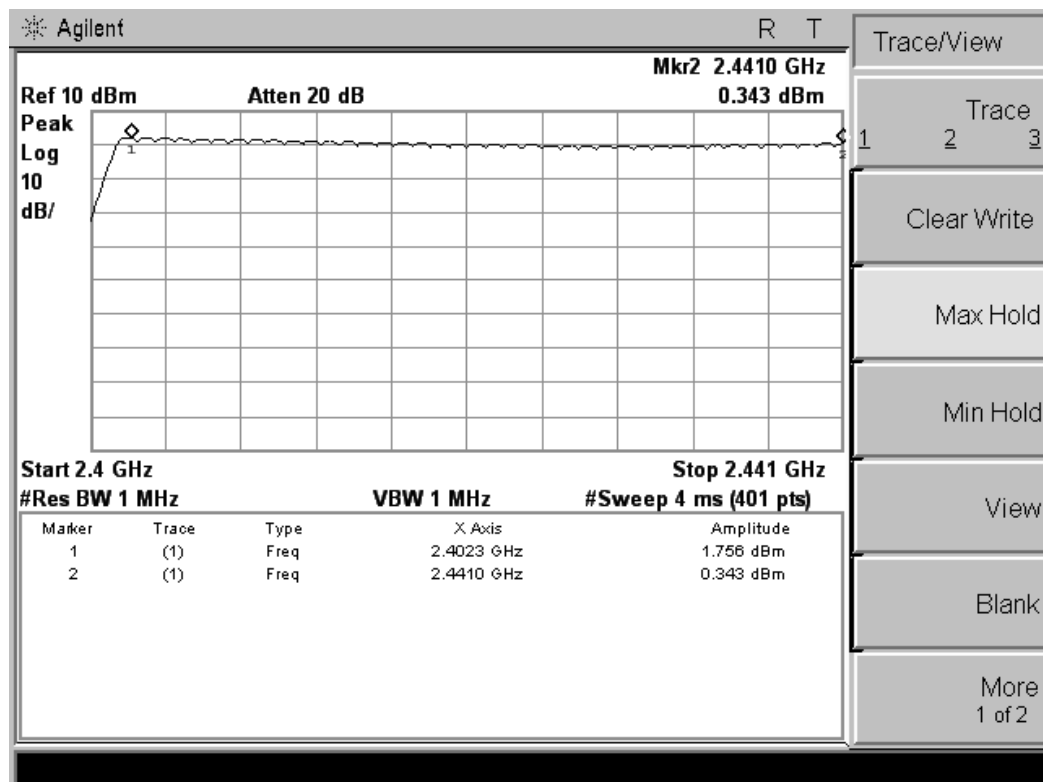 Agilent R T
Trace/View
Mkr2 2.4410 GHz
Ref 10 dBm Atten 20 dB 0.343 dBm
Peak
Log
10
dB/
1
2
Start 2.4 GHz Stop 2.441 GHz
#Res BW 1 MHz VBW 1 MHz #Sweep 4 ms (401 pts)
Marker Trace Type X Axis Amplitude
1 (1) Freq 2.4023 GHz 1.756 dBm
2 (1) Freq 2.4410 GHz 0.343 dBm
Trace
1 2 3
Clear Write
Max Hold
Min Hold
View
Blank
More
1 of 2